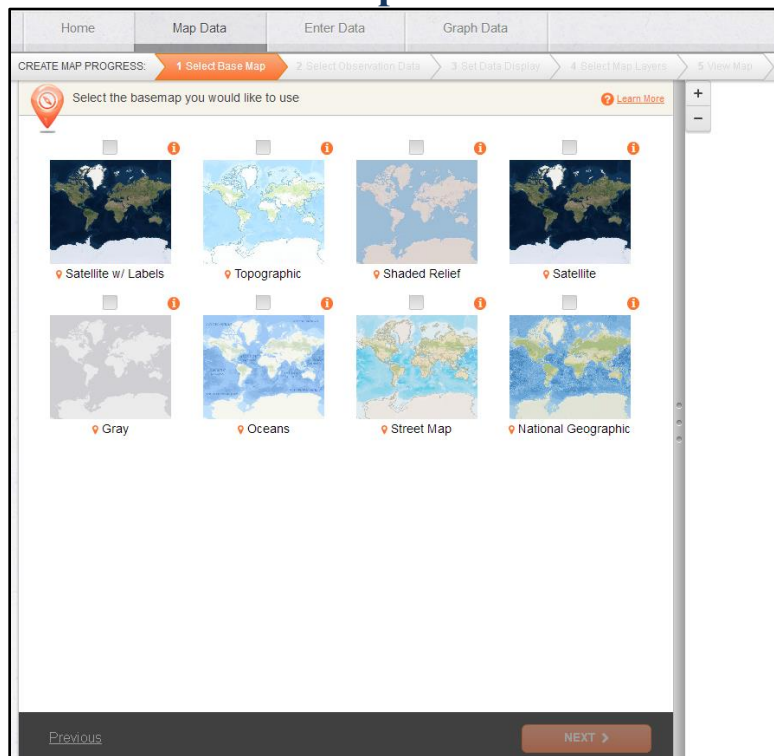 Home Map Data Enter Data Graph Data
CREATE MAP PROGRESS: 1 Select Base Map 2 Select Observation Data 3 Set Data Display 4 Select Map Layers 5 View Map
Select the basemap you would like to use ? Learn More
+
−
Satellite w/ Labels Topographic Shaded Relief Satellite
Gray Oceans Street Map National Geographic
Previous NEXT >